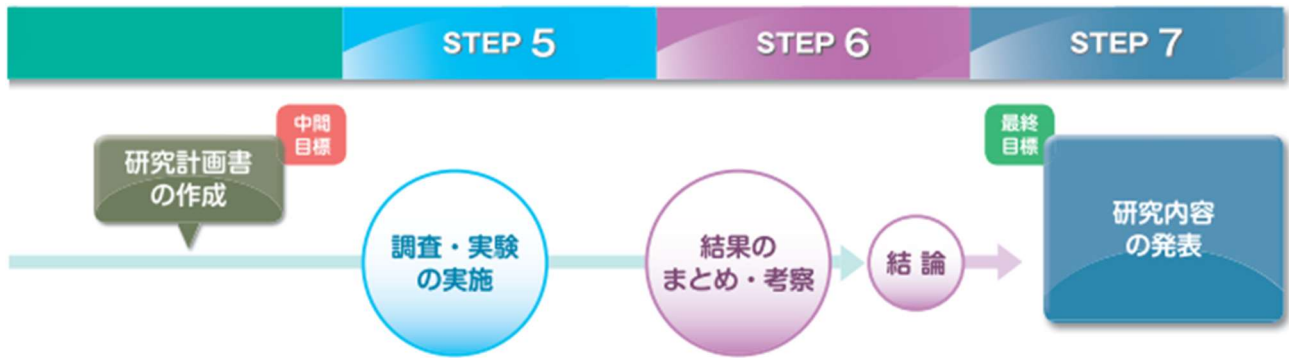 STEP 5
STEP 6
STEP 7
中間
目標
研究計画書
の作成
調査・実験
の実施
結果の
まとめ・考察
結論
最終
目標
研究内容
の発表